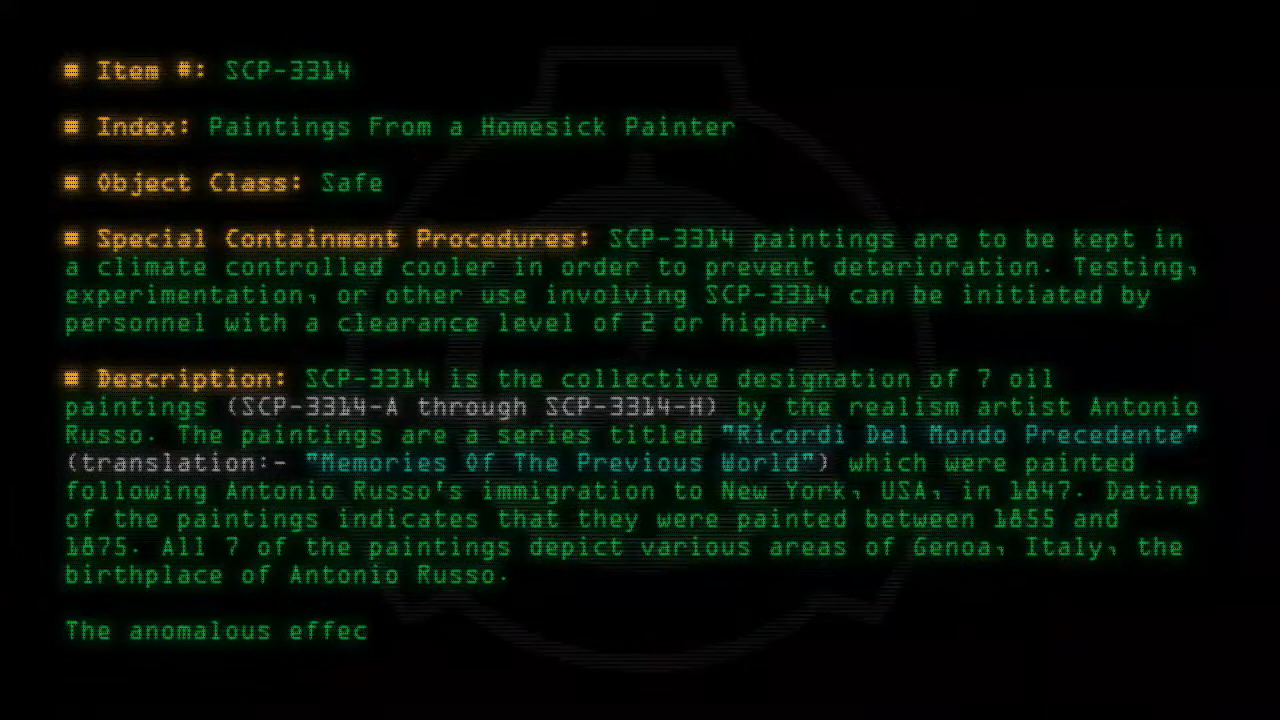 ■ Item #: SCP-3314
■ Index: Paintings From a Homesick Painter
■ Object Class: Safe
■ Special Containment Procedures: SCP-3314 paintings are to be kept in
a climate controlled cooler in order to prevent deterioration. Testing,
experimentation, or other use involving SCP-3314 can be initiated by
personnel with a clearance level of 2 or higher.
■ Description: SCP-3314 is the collective designation of 7 oil
paintings (SCP-3314-A through SCP-3314-H) by the realism artist Antonio
Russo. The paintings are a series titled "Ricordi Del Mondo Precedente"
(translation:- "Memories Of The Previous World") which were painted
following Antonio Russo's immigration to New York, USA, in 1847. Dating
of the paintings indicates that they were painted between 1855 and
1875. All 7 of the paintings depict various areas of Genoa, Italy, the
birthplace of Antonio Russo.
The anomalous effec